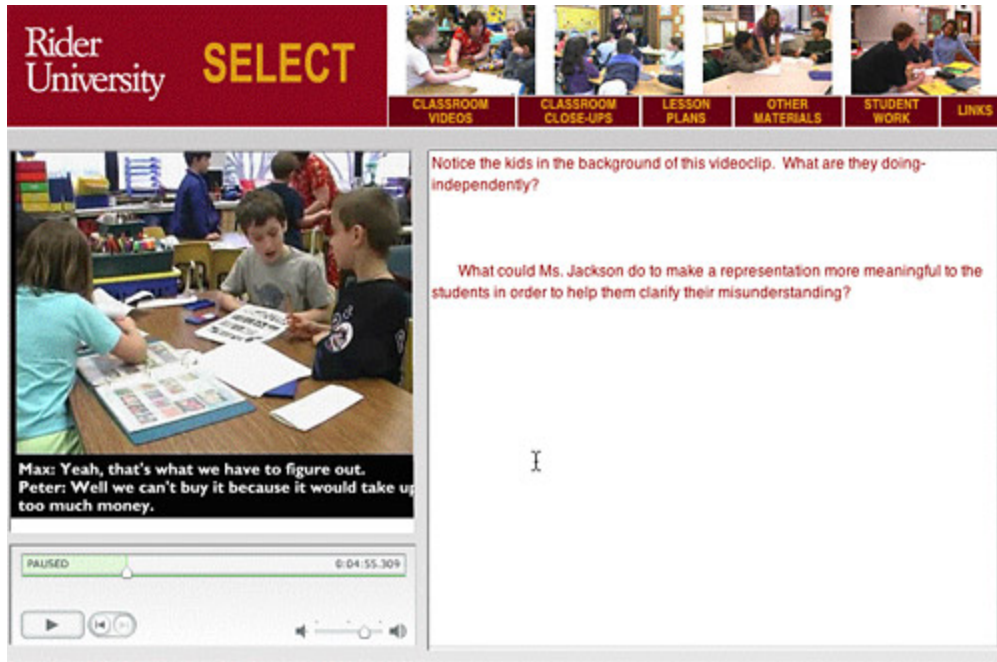 Rider
University
SELECT
CLASSROOM
VIDEOS
CLASSROOM
CLOSE-UPS
LESSON
PLANS
OTHER
MATERIALS
STUDENT
WORK
LINKS
Notice the kids in the background of this videoclip. What are they doing-
independently?
What could Ms. Jackson do to make a representation more meaningful to the
students in order to help them clarify their misunderstanding?
Max: Yeah, that's what we have to figure out.
Peter: Well we can't buy it because it would take up
too much money.
PAUSED
0:04:55.309